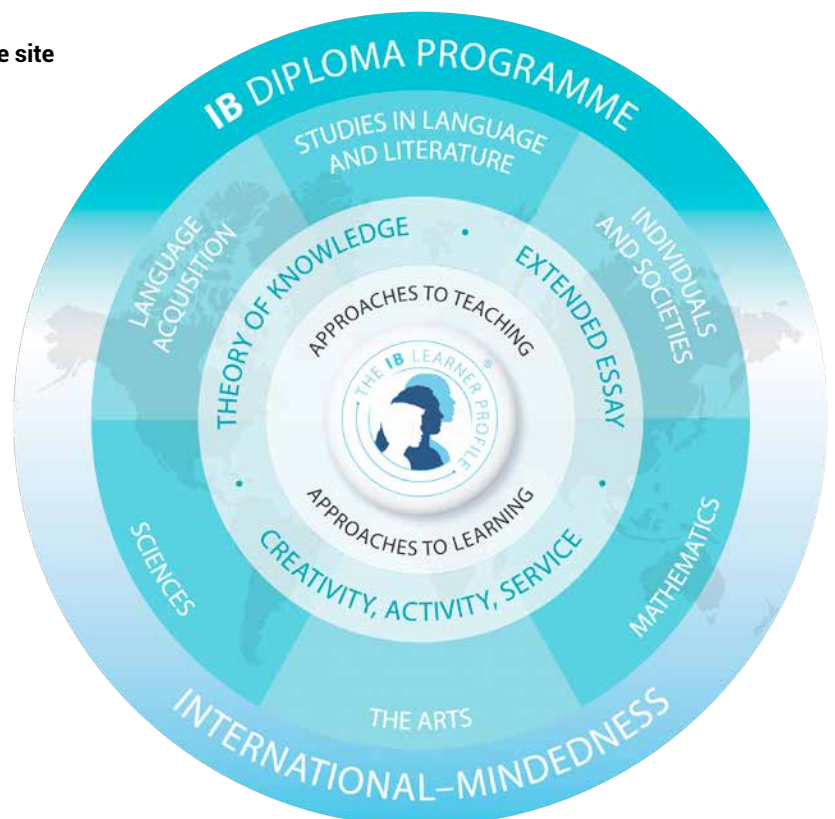 e site
IB DIPLOMA PROGRAMME
STUDIES IN LANGUAGE
AND LITERATURE
LANGUAGE
ACQUISITION
INDIVIDUALS
AND SOCIETIES
THEORY OF KNOWLEDGE
•
EXTENDED ESSAY
APPROACHES TO TEACHING
• THE IB LEARNER PROFILE ® •
APPROACHES TO LEARNING
•
CREATIVITY, ACTIVITY, SERVICE
•
SCIENCES
MATHEMATICS
THE ARTS
INTERNATIONAL–MINDEDNESS